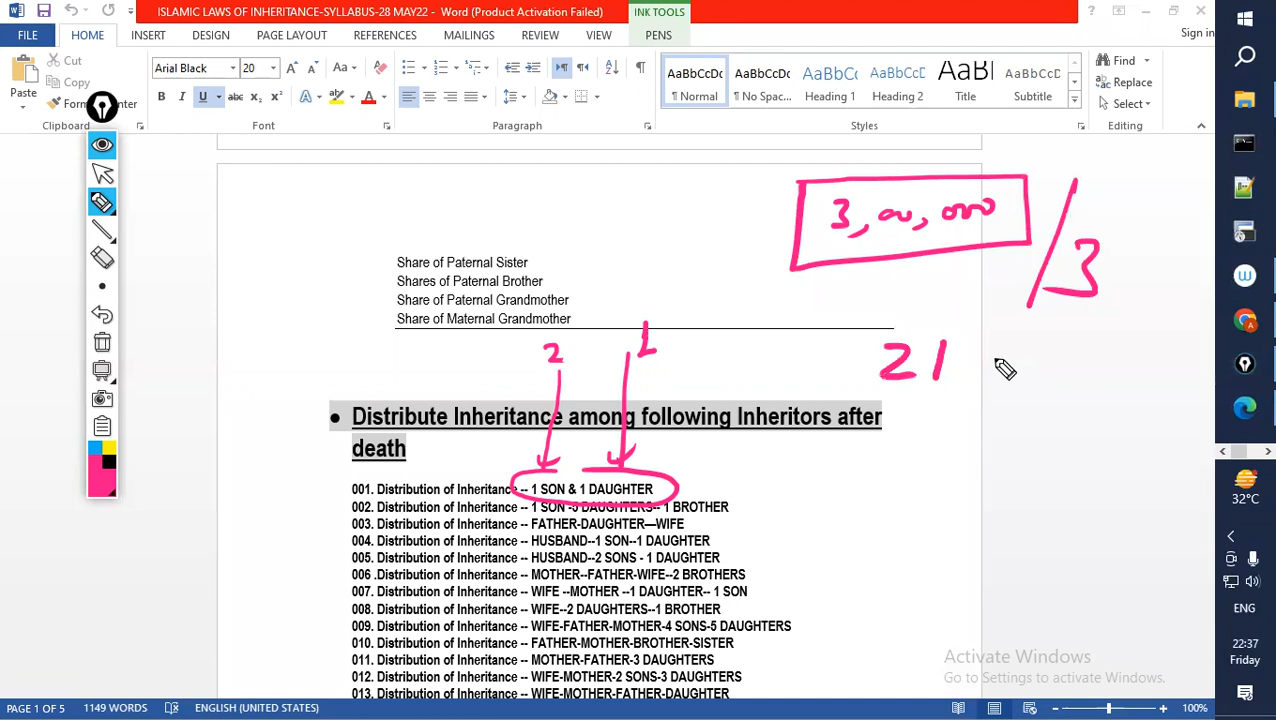 ISLAMIC LAWS OF INHERITANCE-SYLLABUS-28 MAY22 - Word (Product Activation Failed)
INK TOOLS
FILE HOME INSERT DESIGN PAGE LAYOUT REFERENCES MAILINGS REVIEW VIEW PENS
Sign in
Paste
Cut
Copy
Clipboard
Arial Black 20
Font
Paragraph
AaBbCcDc AaBbCcDc AaBbCc AaBbCcD AaBbCcD
¶ Normal ¶ No Spac... Heading 1 Heading 2 Title Subtitle
Styles
Find
Replace
Select
Editing
3,00,000
/3
Share of Paternal Sister
Shares of Paternal Brother
Share of Paternal Grandmother
Share of Maternal Grandmother
2 1
21
• Distribute Inheritance among following Inheritors after
death
001. Distribution of Inheritance -- 1 SON & 1 DAUGHTER
002. Distribution of Inheritance -- 1 SON -5 DAUGHTERS-- 1 BROTHER
003. Distribution of Inheritance -- FATHER-DAUGHTER—WIFE
004. Distribution of Inheritance -- HUSBAND--1 SON--1 DAUGHTER
005. Distribution of Inheritance -- HUSBAND--2 SONS - 1 DAUGHTER
006 .Distribution of Inheritance -- MOTHER--FATHER-WIFE--2 BROTHERS
007. Distribution of Inheritance -- WIFE --MOTHER --1 DAUGHTER-- 1 SON
008. Distribution of Inheritance -- WIFE--2 DAUGHTERS--1 BROTHER
009. Distribution of Inheritance -- WIFE-FATHER-MOTHER-4 SONS-5 DAUGHTERS
010. Distribution of Inheritance -- FATHER-MOTHER-BROTHER-SISTER
011. Distribution of Inheritance -- MOTHER-FATHER-3 DAUGHTERS
012. Distribution of Inheritance -- WIFE-MOTHER-2 SONS-3 DAUGHTERS
013. Distribution of Inheritance -- WIFE-MOTHER-FATHER-DAUGHTER
Activate Windows
Go to Settings to activate Windows.
32°C
ENG
22:37
Friday
PAGE 1 OF 5 1149 WORDS ENGLISH (UNITED STATES) 100%